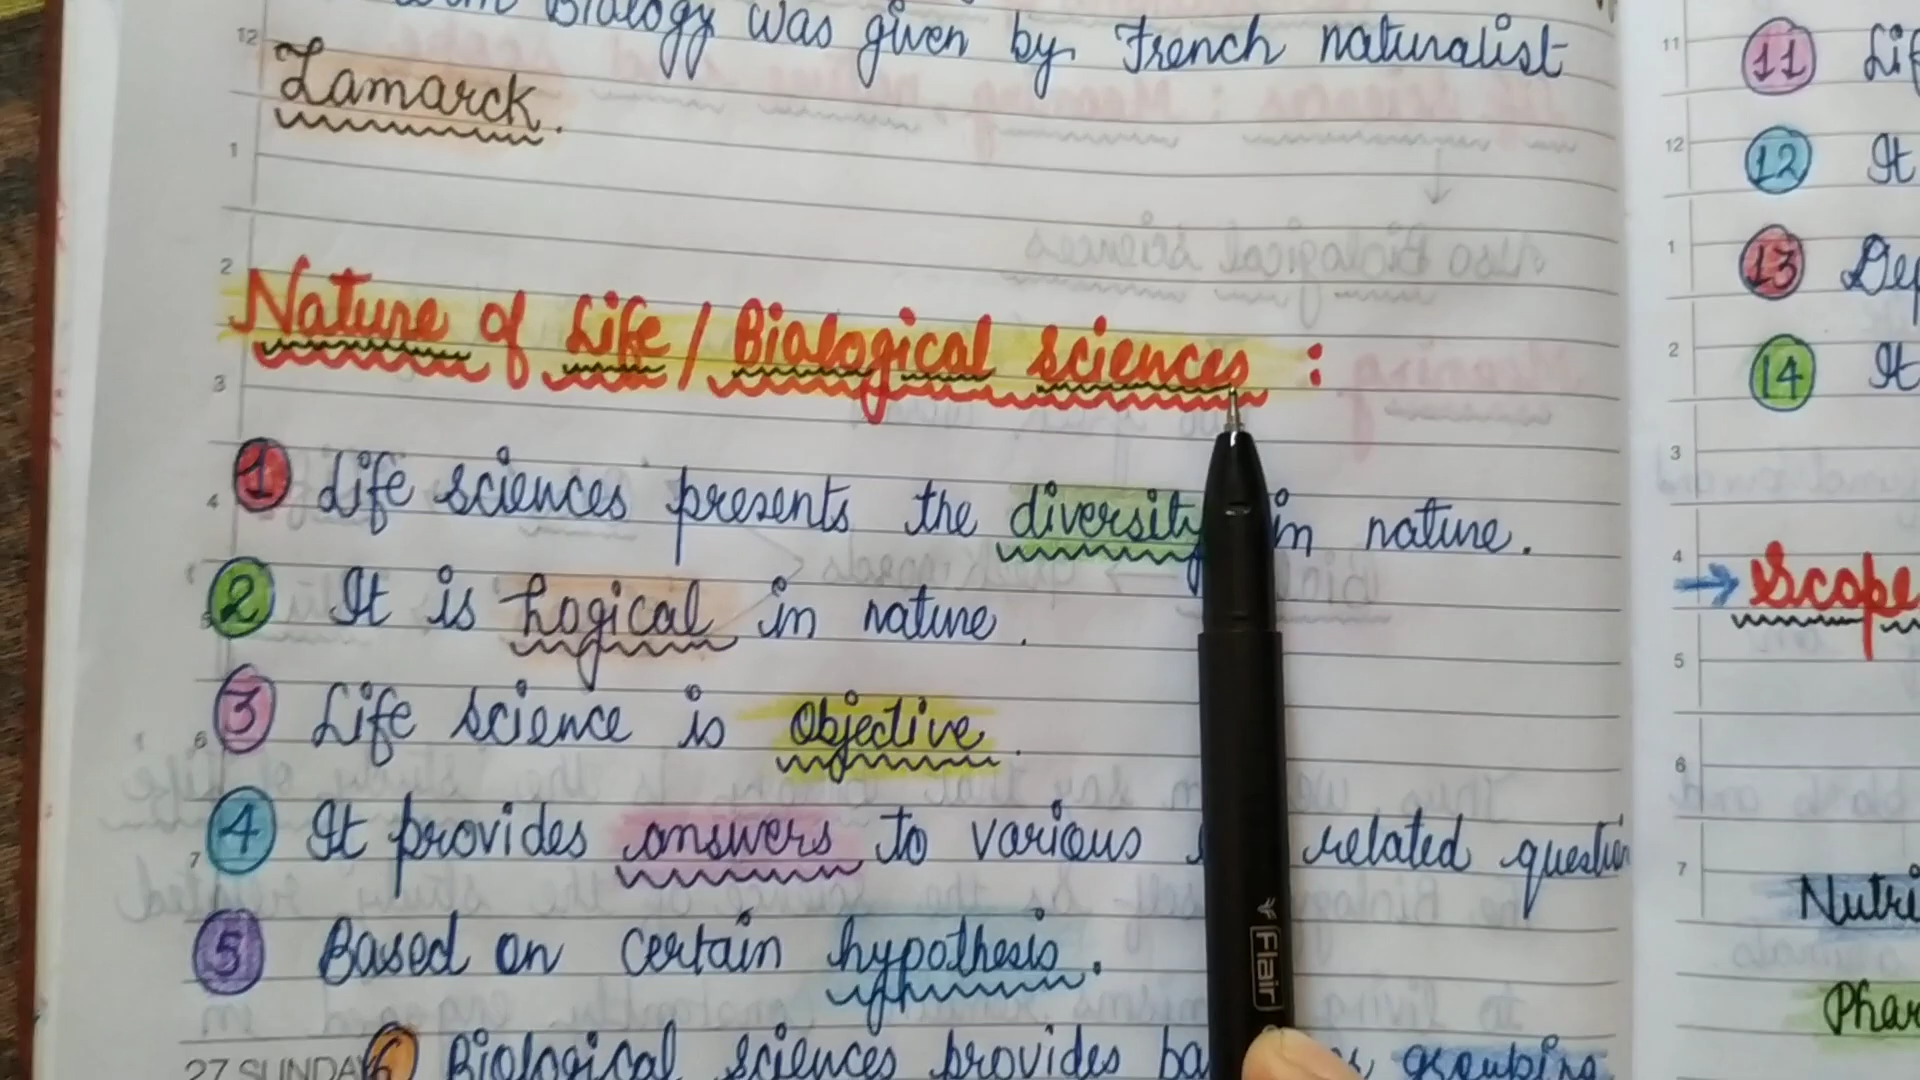 Biology was given by French naturalist
Lamarck.
Nature of Life / Biological sciences :
1 Life sciences presents the diversity in nature.
2 It is Logical in nature.
3 Life science is Objective.
4 It provides answers to various related question
5 Based on certain hypothesis.
6 Biological sciences provides grouping
27 SUNDAY
Flair
11
12 It
13
14 It
→ Scope